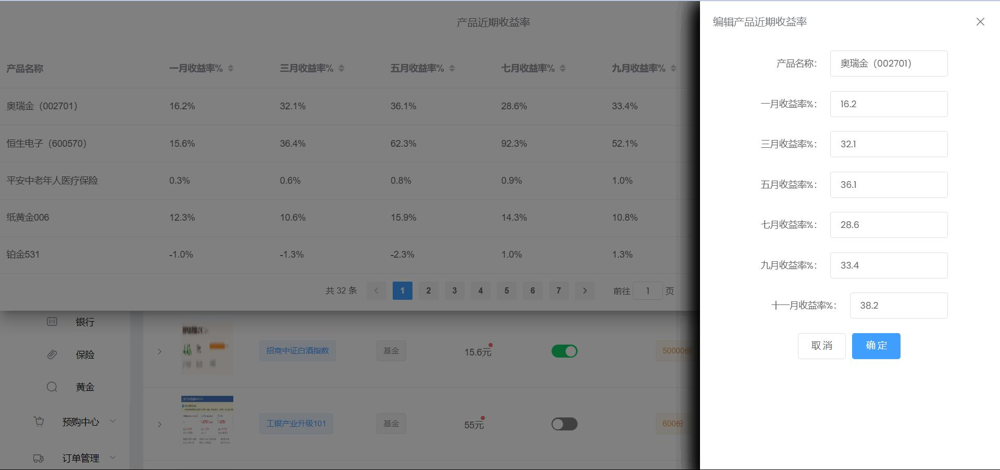 产品近期收益率
产品名称 一月收益率% 三月收益率% 五月收益率% 七月收益率% 九月收益率%
奥瑞金（002701） 16.2% 32.1% 36.1% 28.6% 33.4%
恒生电子（600570） 15.6% 36.4% 62.3% 92.3% 52.1%
平安中老年人医疗保险 0.3% 0.6% 0.8% 0.9% 1.0%
纸黄金006 12.3% 10.6% 15.9% 14.3% 10.8%
铂金531 -1.0% -1.3% -2.3% 1.0% 1.3%
共 32 条 1 2 3 4 5 6 7 前往 1 页
银行
保险
黄金
预购中心
订单管理
招商中证白酒指数 基金 15.6元 50000份
工银产业升级101 基金 55元 600份
编辑产品近期收益率
产品名称： 奥瑞金（002701）
一月收益率%： 16.2
三月收益率%： 32.1
五月收益率%： 36.1
七月收益率%： 28.6
九月收益率%： 33.4
十一月收益率%： 38.2
取消 确定